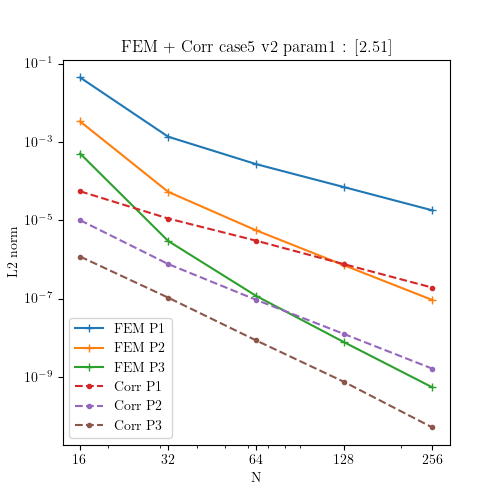 FEM + Corr case5 v2 param1 : [2.51]
10⁻¹
10⁻³
10⁻⁵
10⁻⁷
10⁻⁹
L2 norm
FEM P1
FEM P2
FEM P3
Corr P1
Corr P2
Corr P3
16 32 64 128 256
N